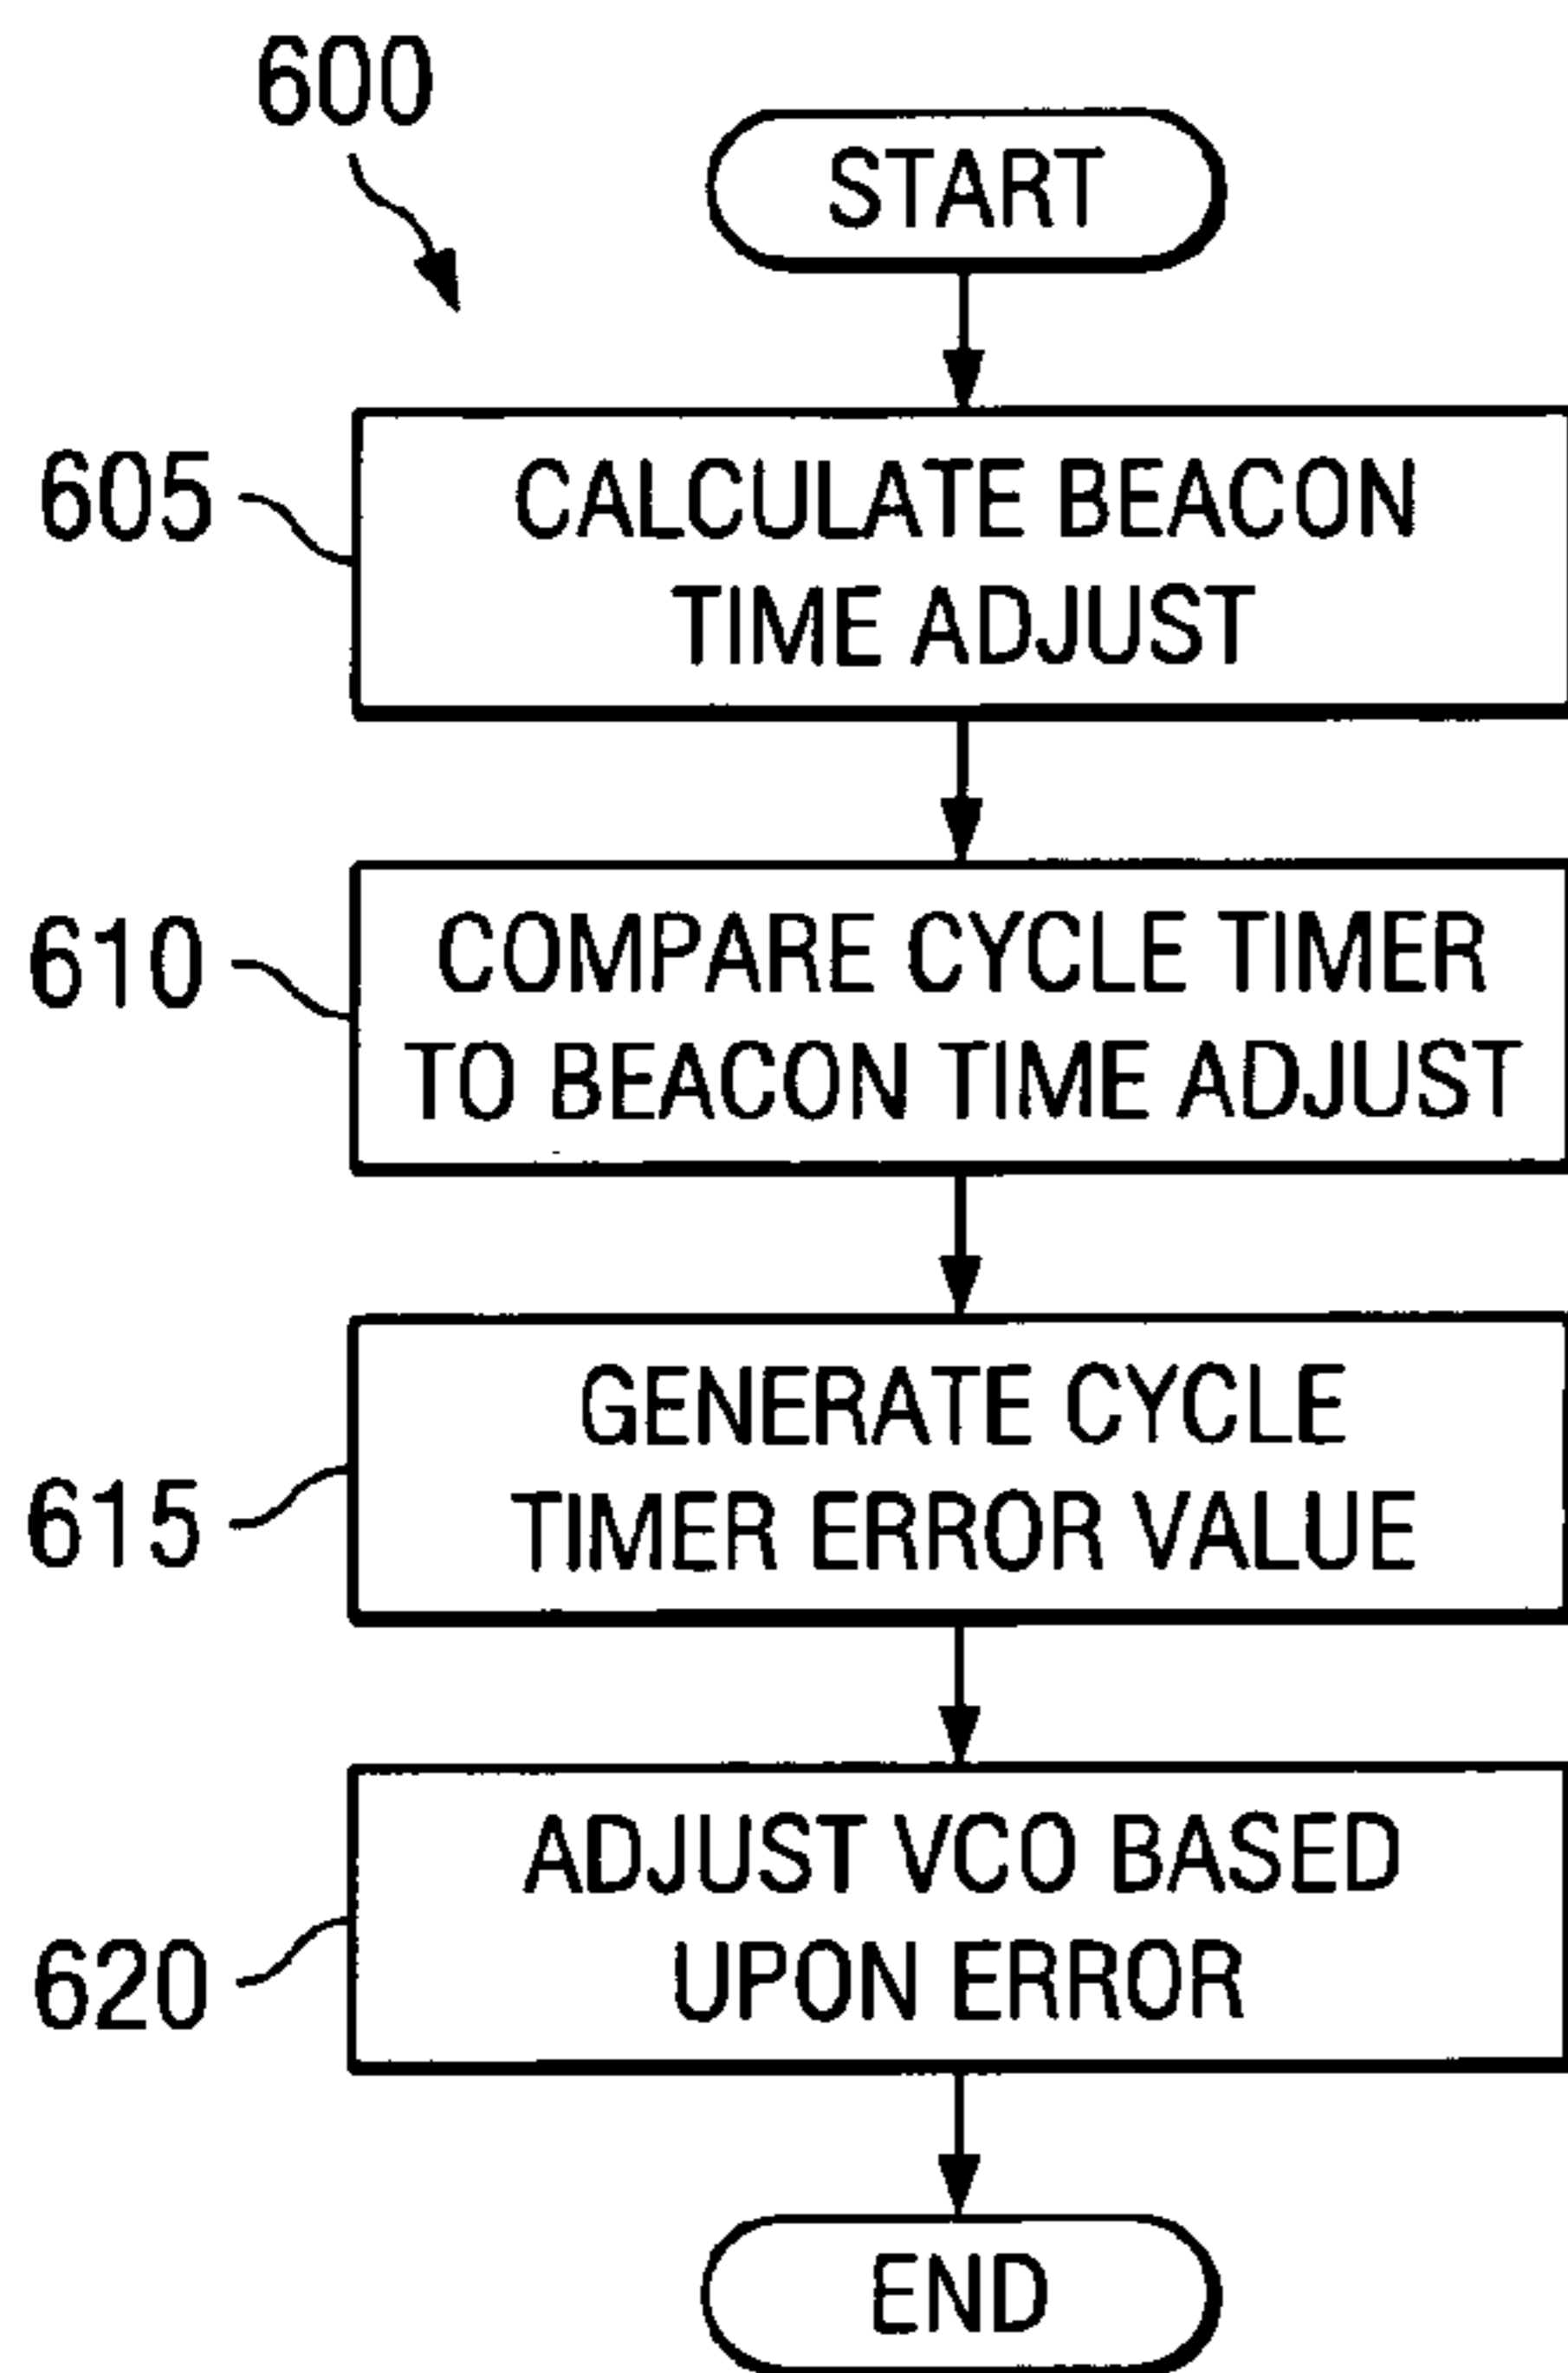 600
START
605
CALCULATE BEACON
TIME ADJUST
610
COMPARE CYCLE TIMER
TO BEACON TIME ADJUST
615
GENERATE CYCLE
TIMER ERROR VALUE
620
ADJUST VCO BASED
UPON ERROR
END